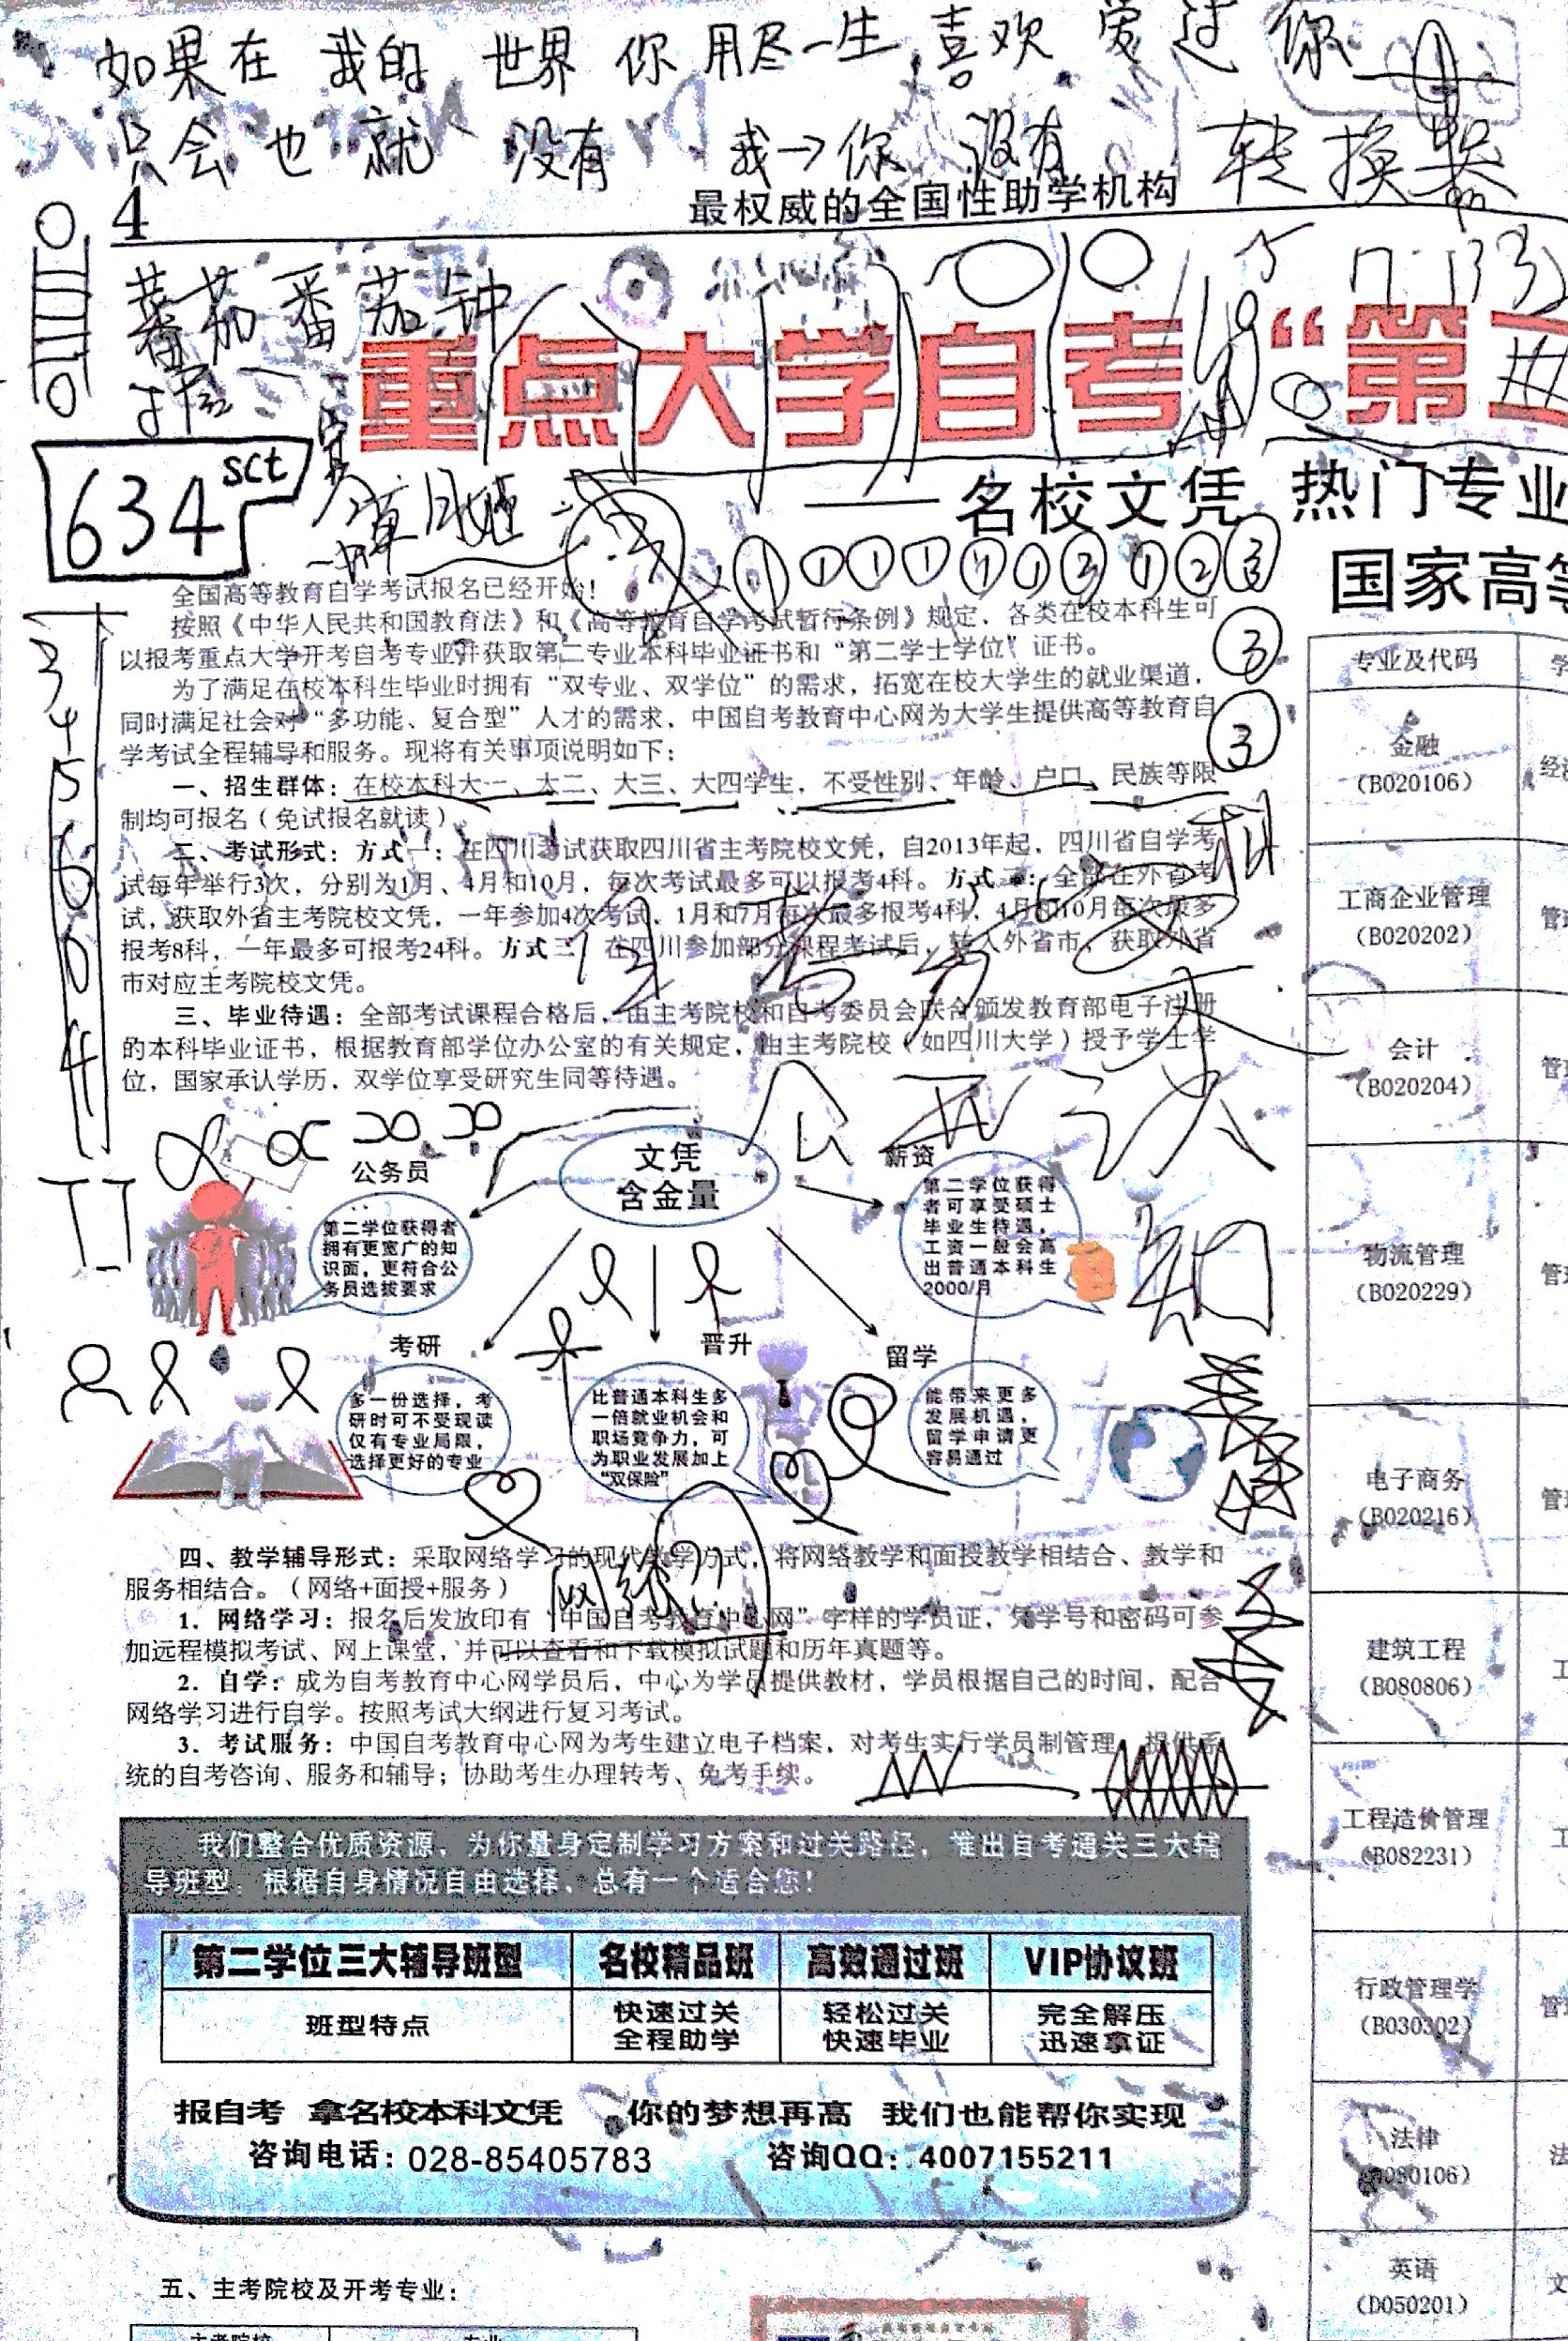 如果在 我的 世界 你 用尽一生 喜欢 爱 过 你
只会 也 就 没有 我→你 没有 转换器
4
最权威的全国性助学机构
蕃茄番茄钟
重点大学自考“第
634 sct
——名校文凭 热门专业
国家高等
① ① ① ① ③ ① ② ③
全国高等教育自学考试报名已经开始！
按照《中华人民共和国教育法》和《高等教育自学考试暂行条例》规定，各类在校本科生可
以报考重点大学开考自考专业并获取第二专业本科毕业证书和“第二学士学位”证书。
③
为了满足在校本科生毕业时拥有“双专业、双学位”的需求，拓宽在校大学生的就业渠道，
同时满足社会对“多功能、复合型”人才的需求，中国自考教育中心网为大学生提供高等教育自
③
学考试全程辅导和服务。现将有关事项说明如下：
一、招生群体：在校本科大一、大二、大三、大四学生，不受性别、年龄、户口、民族等限
制均可报名（免试报名就读）。
二、考试形式：方式一：在四川考试获取四川省主考院校文凭，自2013年起，四川省自学考
试每年举行3次，分别为1月、4月和10月，每次考试最多可以报考4科。方式二：全部在外省考
试，获取外省主考院校文凭，一年参加4次考试，1月和7月每次最多报考4科，4月和10月每次最多
报考8科，一年最多可报考24科。方式三：在四川参加部分课程考试后，转入外省市，获取外省
市对应主考院校文凭。
三、毕业待遇：全部考试课程合格后，由主考院校和自考委员会联合颁发教育部电子注册
的本科毕业证书，根据教育部学位办公室的有关规定，由主考院校（如四川大学）授予学士学
位，国家承认学历，双学位享受研究生同等待遇。
3
4
5
6
0
4
文凭
含金量
公务员
第二学位获得者
拥有更宽广的知
识面，更符合公
务员选拔要求
薪资
第二学位获得
者可享受硕士
毕业生待遇，
工资一般会高
出普通本科生
2000/月
考研
多一份选择，考
研时可不受现读
仅有专业局限，
选择更好的专业
晋升
比普通本科生多
一倍就业机会和
职场竞争力，可
为职业发展加上
“双保险”
留学
能带来更多
发展机遇，
留学申请更
容易通过
四、教学辅导形式：采取网络学习的现代教学方式，将网络教学和面授教学相结合、教学和
服务相结合。（网络+面授+服务）
1. 网络学习：报名后发放印有“中国自考教育中心网”字样的学员证，凭学号和密码可参
加远程模拟考试、网上课堂，并可以查看和下载模拟试题和历年真题等。
2. 自学：成为自考教育中心网学员后，中心为学员提供教材，学员根据自己的时间，配合
网络学习进行自学。按照考试大纲进行复习考试。
3. 考试服务：中国自考教育中心网为考生建立电子档案，对考生实行学员制管理，提供系
统的自考咨询、服务和辅导；协助考生办理转考、免考手续。
我们整合优质资源，为你量身定制学习方案和过关路径，推出自考通关三大辅
导班型，根据自身情况自由选择，总有一个适合您！
第二学位三大辅导班型 名校精品班 高效通过班 VIP协议班
班型特点 快速过关 轻松过关 完全解压
全程助学 快速毕业 迅速拿证
报自考 拿名校本科文凭 你的梦想再高 我们也能帮你实现
咨询电话：028-85405783 咨询QQ：4007155211
五、主考院校及开考专业：
主考院校 专业
专业及代码 学
金融
（B020106） 经
工商企业管理
（B020202） 管
会计
（B020204） 管
物流管理
（B020229） 管
电子商务
（B020216） 管
建筑工程
（B080806） 工
工程造价管理
（B082231） 工
行政管理学
（B030302） 管
法律
030106） 法
英语
（D050201） 文